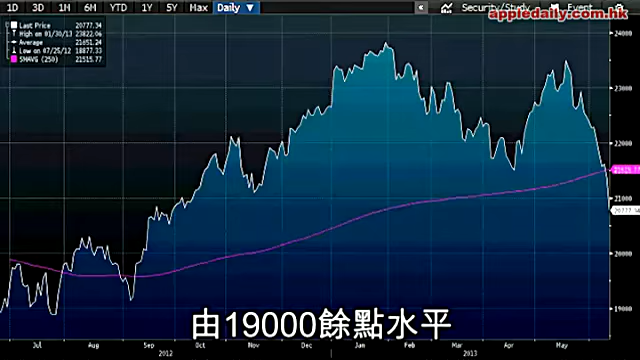 1D 3D 1M 6M YTD 1Y 5Y Max Daily ▼ « Security/Study Event
appledaily.com.hk
Last Price 20777.34
High on 01/30/13 23822.06
Average 21651.24
Low on 07/25/12 18877.33
SMAVG (250) 21515.77
24000
23000
22000
21515.77
21000
20777.34
20000
19000
Jul Aug Sep Oct Nov Dec Jan Feb Mar Apr May
2012 2013
由19000餘點水平